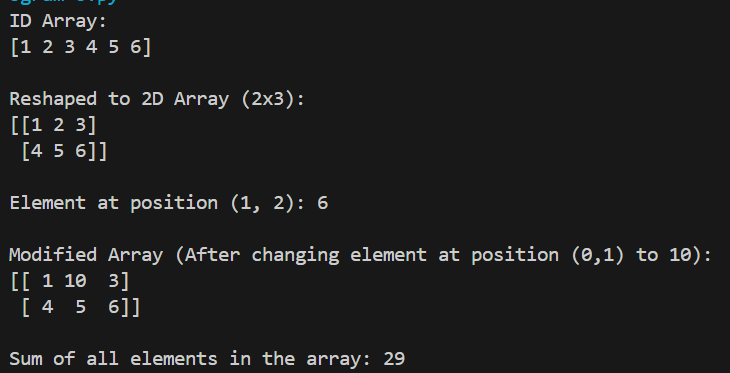 ID Array:
[1 2 3 4 5 6]
Reshaped to 2D Array (2x3):
[[1 2 3]
 [4 5 6]]
Element at position (1, 2): 6
Modified Array (After changing element at position (0,1) to 10):
[[ 1 10  3]
 [ 4  5  6]]
Sum of all elements in the array: 29